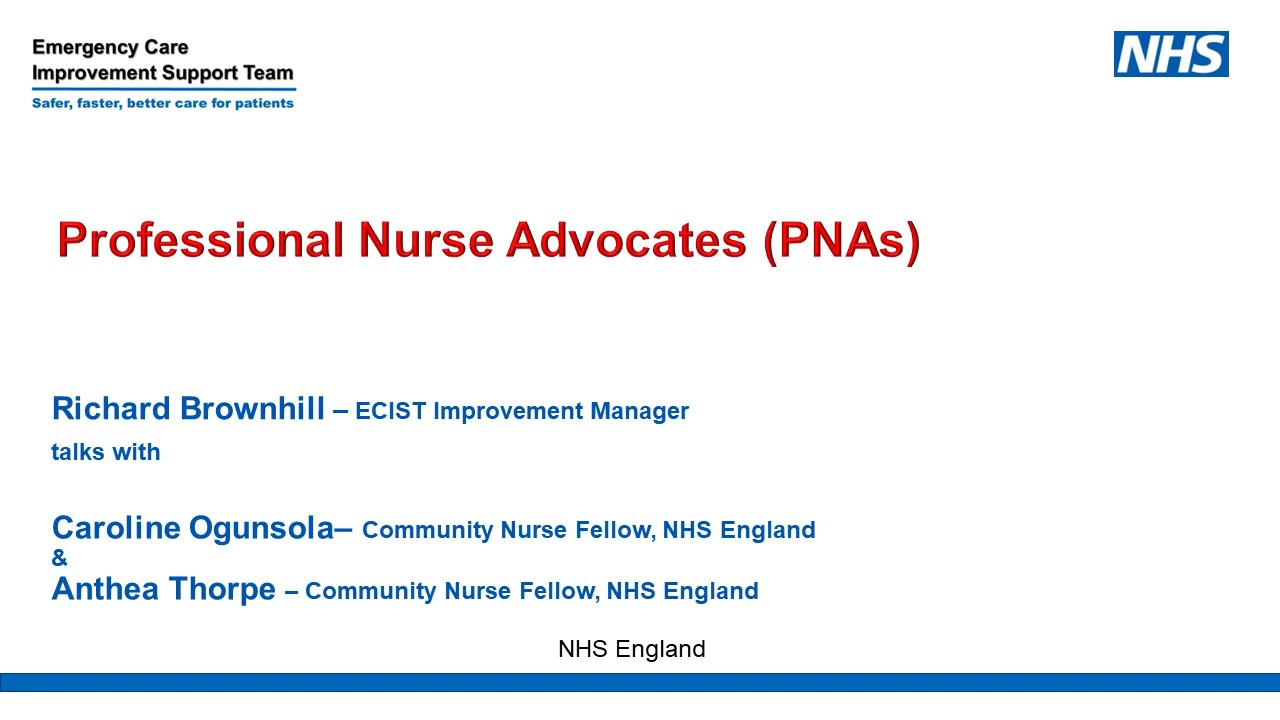 Emergency Care
Improvement Support Team
Safer, faster, better care for patients
NHS
Professional Nurse Advocates (PNAs)
Richard Brownhill – ECIST Improvement Manager
talks with
Caroline Ogunsola– Community Nurse Fellow, NHS England
&
Anthea Thorpe – Community Nurse Fellow, NHS England
NHS England